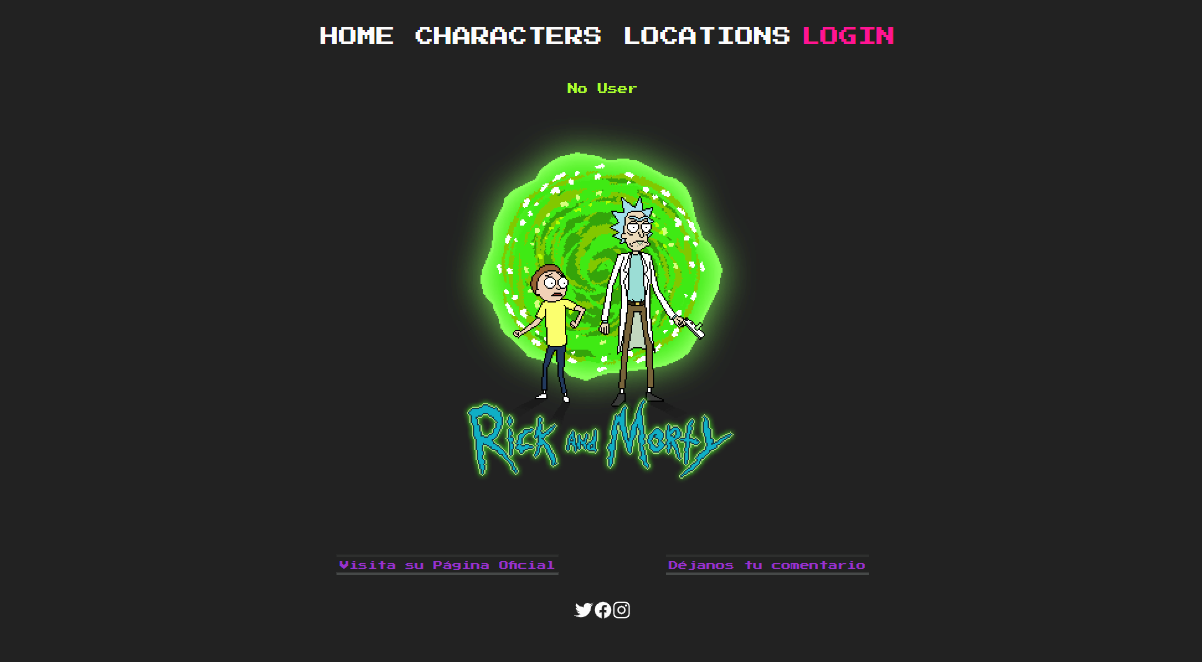 HOME CHARACTERS LOCATIONS LOGIN
No User
Rick and Morty
Visita su Página Oficial
Déjanos tu comentario